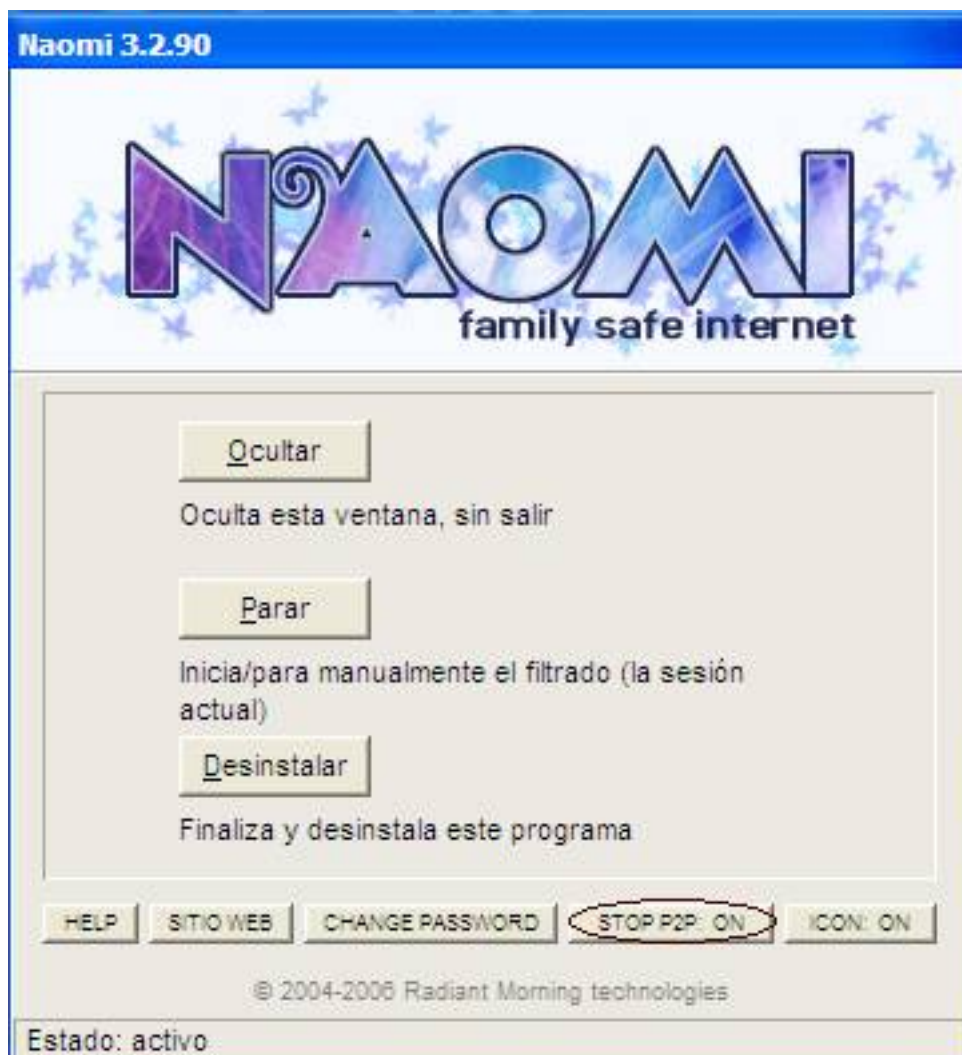 Naomi 3.2.90
NAOMI
family safe internet
Ocultar
Oculta esta ventana, sin salir
Parar
Inicia/para manualmente el filtrado (la sesión
actual)
Desinstalar
Finaliza y desinstala este programa
HELP SITIO WEB CHANGE PASSWORD STOP P2P: ON ICON: ON
© 2004-2006 Radiant Morning technologies
Estado: activo